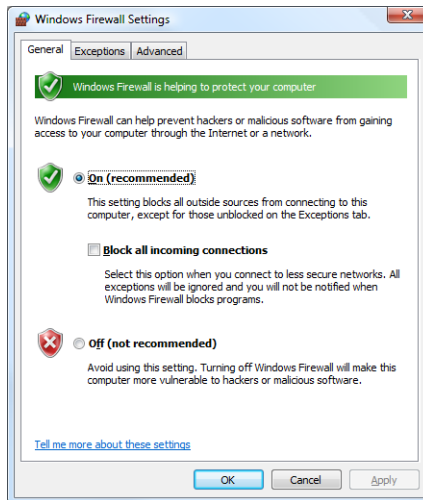 Windows Firewall Settings
General Exceptions Advanced
Windows Firewall is helping to protect your computer
Windows Firewall can help prevent hackers or malicious software from gaining
access to your computer through the Internet or a network.
On (recommended)
This setting blocks all outside sources from connecting to this
computer, except for those unblocked on the Exceptions tab.
Block all incoming connections
Select this option when you connect to less secure networks. All
exceptions will be ignored and you will not be notified when
Windows Firewall blocks programs.
Off (not recommended)
Avoid using this setting. Turning off Windows Firewall will make this
computer more vulnerable to hackers or malicious software.
Tell me more about these settings
OK Cancel Apply